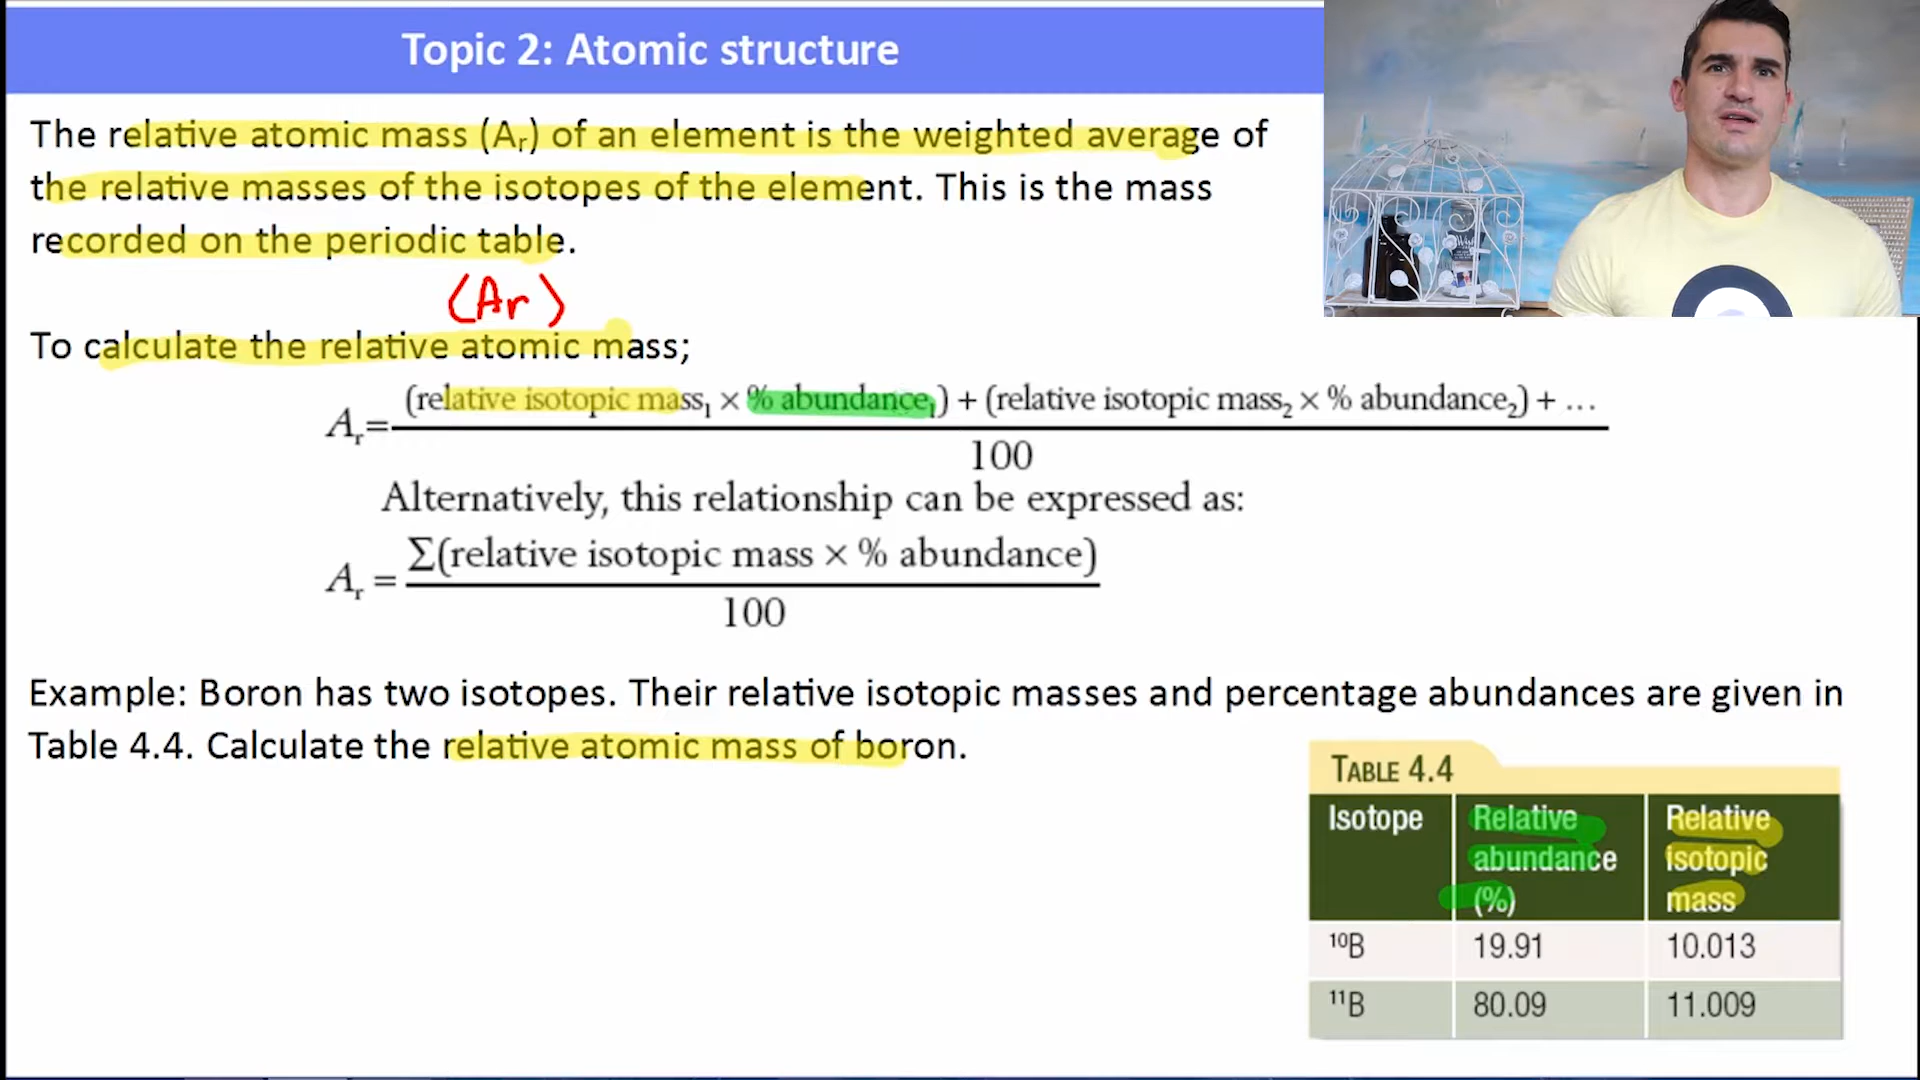 Topic 2: Atomic structure
The relative atomic mass (Aᵣ) of an element is the weighted average of
the relative masses of the isotopes of the element. This is the mass
recorded on the periodic table.
(Ar)
To calculate the relative atomic mass;
Aᵣ= (relative isotopic mass₁ × % abundance₁) + (relative isotopic mass₂ × % abundance₂) + ...
100
Alternatively, this relationship can be expressed as:
Aᵣ = Σ(relative isotopic mass × % abundance)
100
Example: Boron has two isotopes. Their relative isotopic masses and percentage abundances are given in
Table 4.4. Calculate the relative atomic mass of boron.
TABLE 4.4
Isotope Relative abundance (%) Relative isotopic mass
¹⁰B 19.91 10.013
¹¹B 80.09 11.009